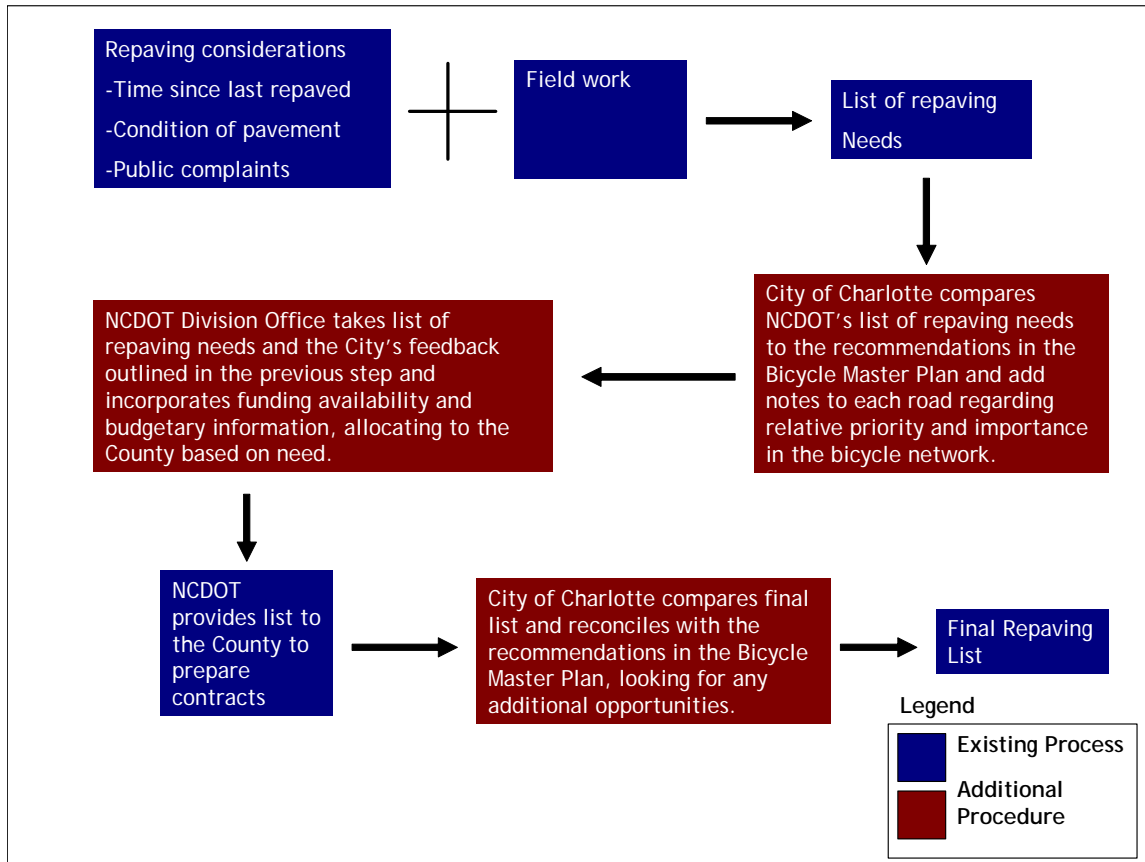 Repaving considerations
-Time since last repaved
-Condition of pavement
-Public complaints
Field work
List of repaving
Needs
City of Charlotte compares
NCDOT's list of repaving needs
to the recommendations in the
Bicycle Master Plan and add
notes to each road regarding
relative priority and importance
in the bicycle network.
NCDOT Division Office takes list of
repaving needs and the City's feedback
outlined in the previous step and
incorporates funding availability and
budgetary information, allocating to the
County based on need.
NCDOT
provides list to
the County to
prepare
contracts
City of Charlotte compares final
list and reconciles with the
recommendations in the Bicycle
Master Plan, looking for any
additional opportunities.
Final Repaving
List
Legend
Existing Process
Additional
Procedure